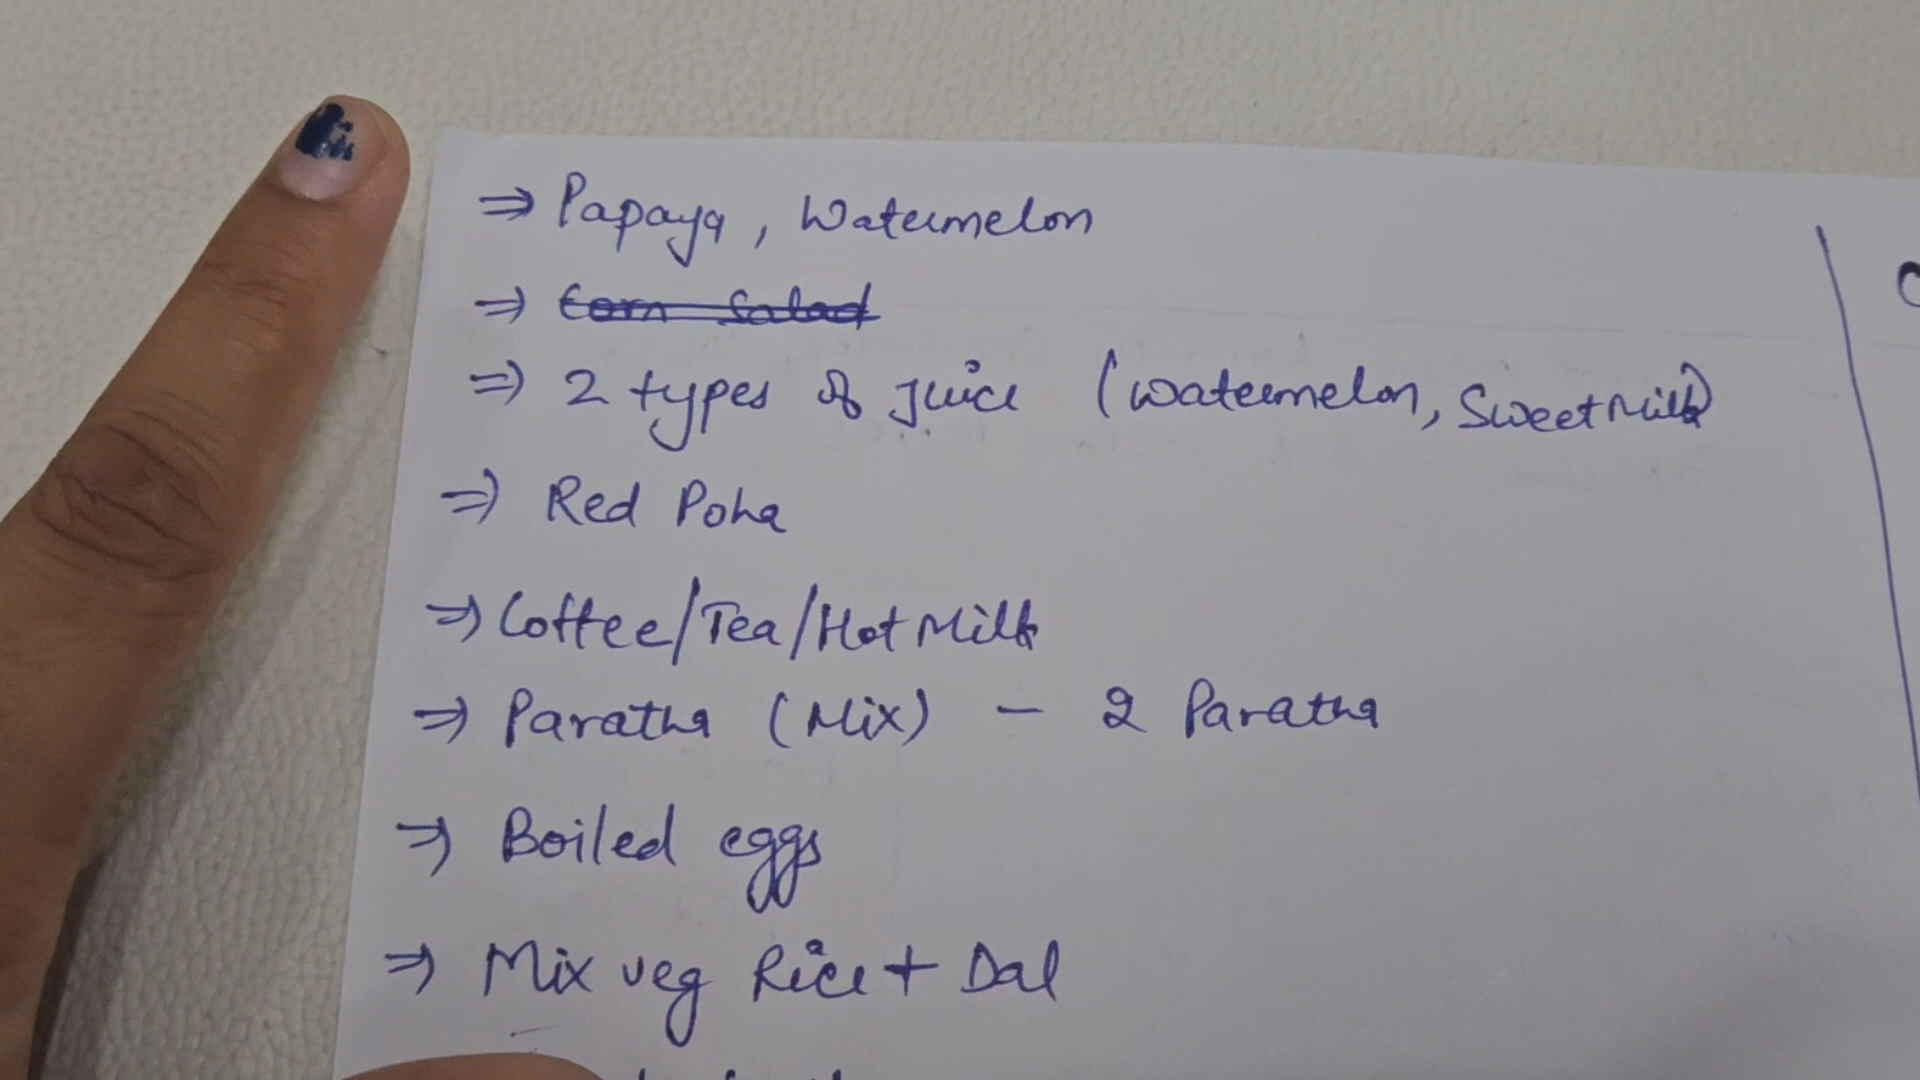 ⇒ Papaya, Watermelon
⇒ Corn Salad
⇒ 2 types of Juice (Watermelon, Sweet Milk)
⇒ Red Poha
⇒ Coffee/Tea/Hot Milk
⇒ Paratha (Mix) - 2 Paratha
⇒ Boiled eggs
⇒ Mix veg Rice + Dal